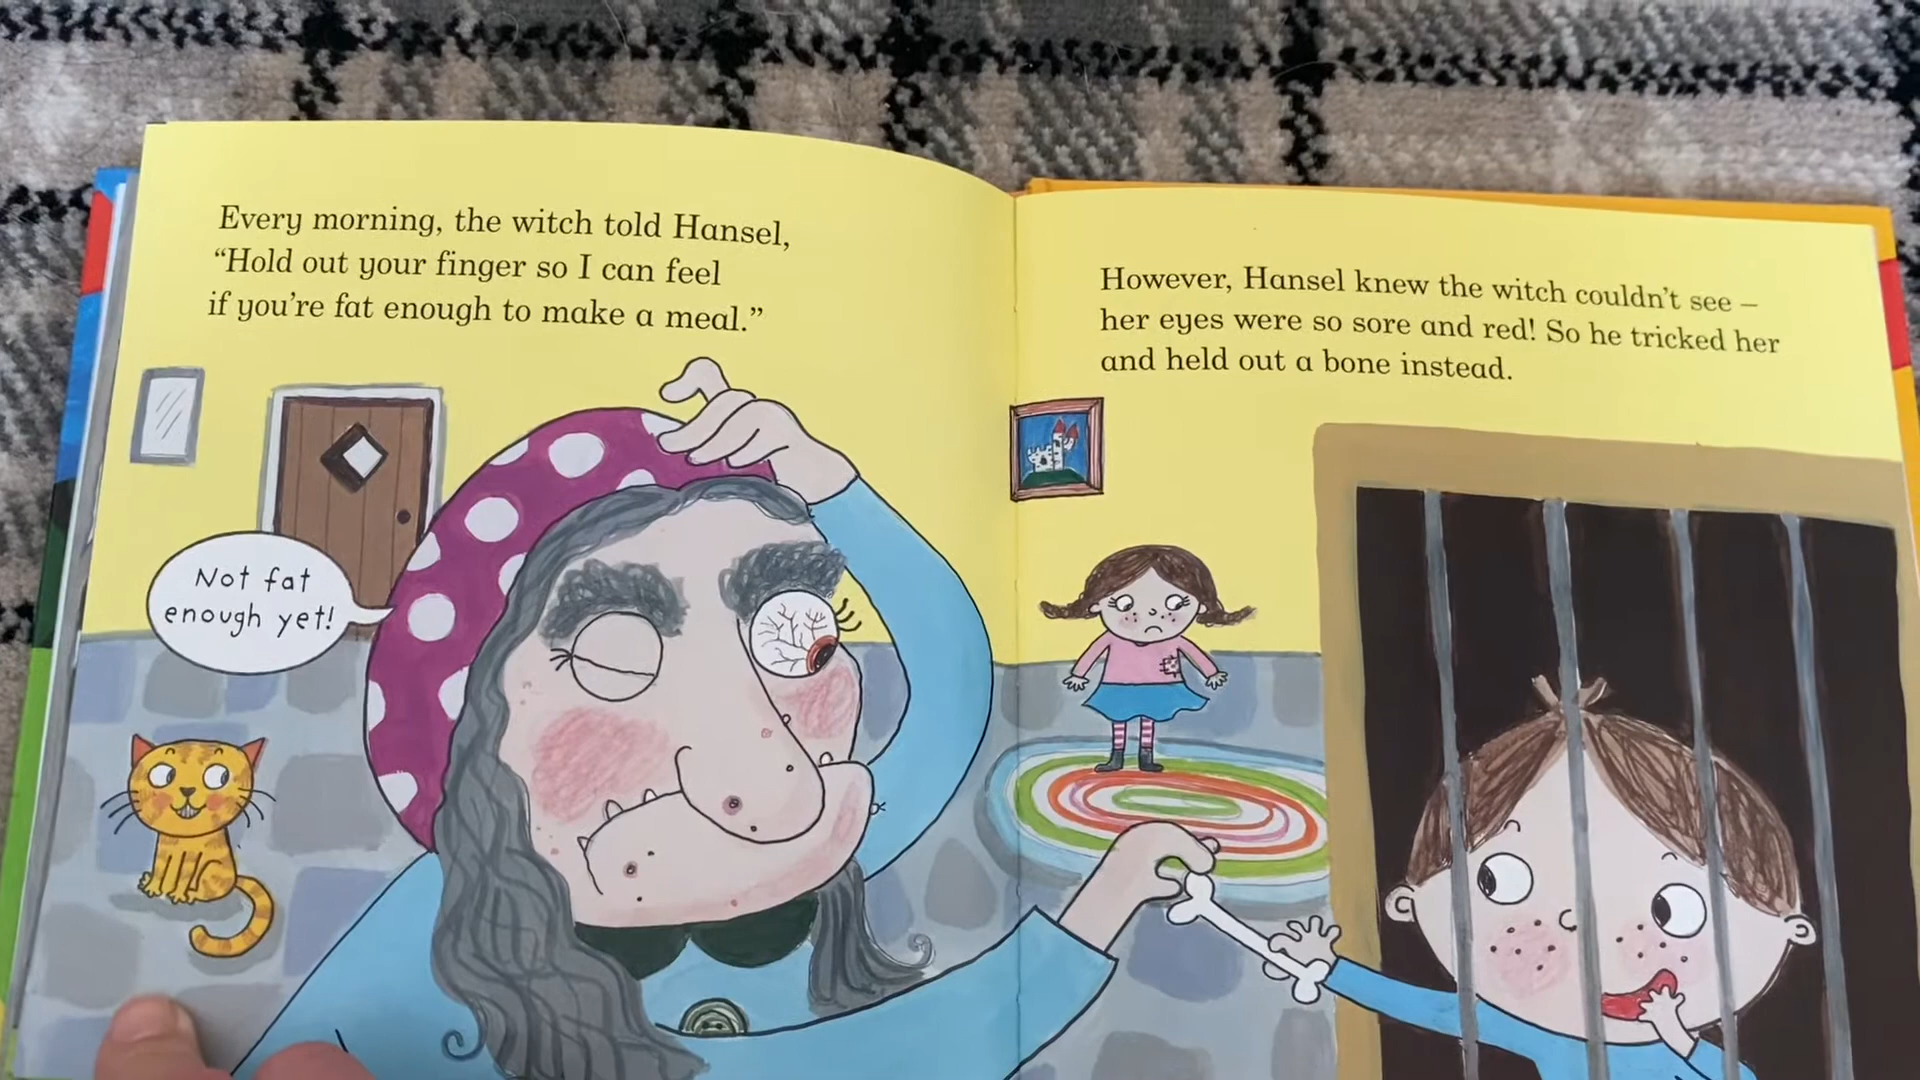 Every morning, the witch told Hansel,
“Hold out your finger so I can feel
if you’re fat enough to make a meal.”
Not fat
enough yet!
However, Hansel knew the witch couldn’t see –
her eyes were so sore and red! So he tricked her
and held out a bone instead.